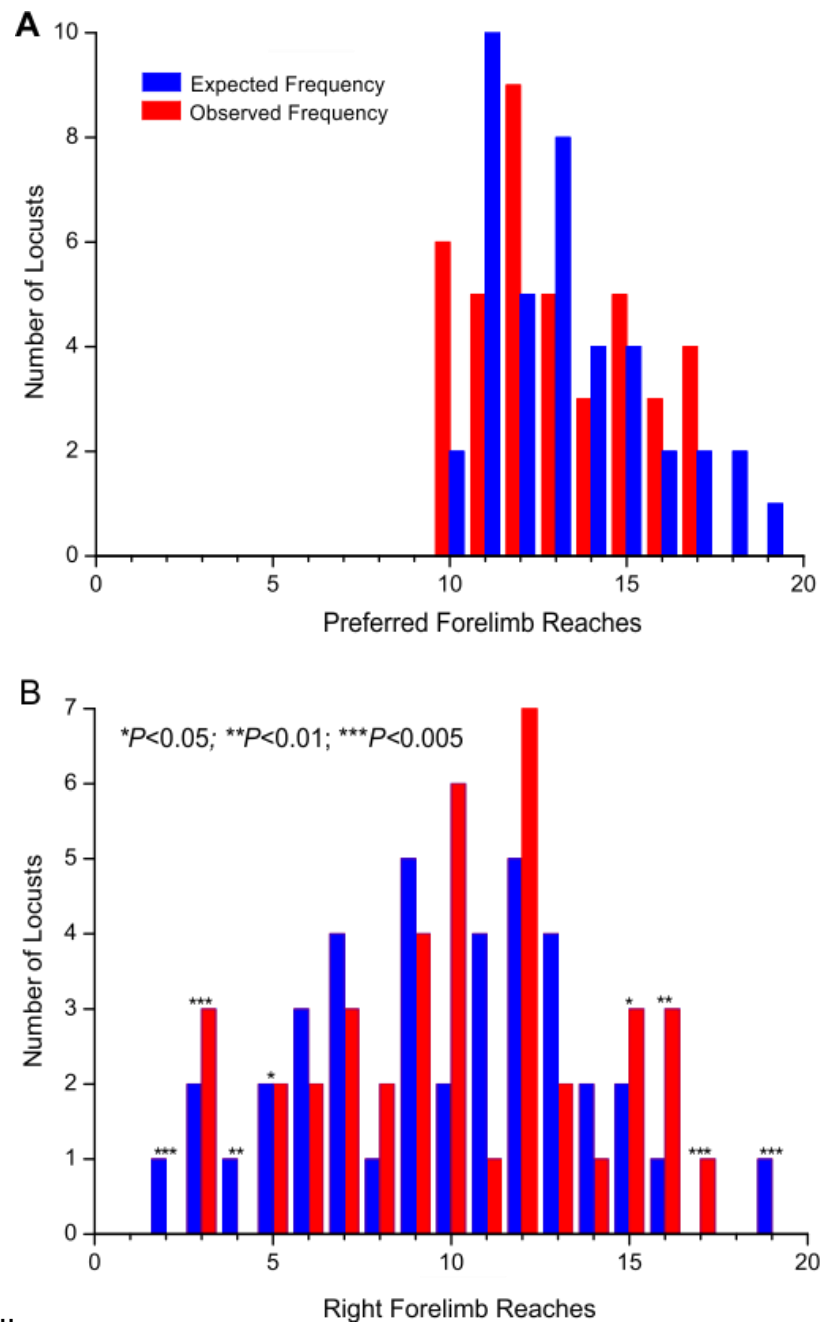 A
10
8
6
4
2
0
Number of Locusts
Expected Frequency
Observed Frequency
0 5 10 15 20
Preferred Forelimb Reaches
B
7
6
5
4
3
2
1
0
Number of Locusts
*P<0.05; **P<0.01; ***P<0.005
*** *** ** * * ** *** ***
0 5 10 15 20
Right Forelimb Reaches
..